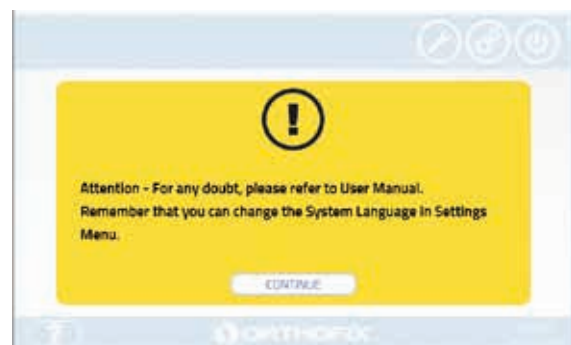 Attention - For any doubt, please refer to User Manual.
Remember that you can change the System Language in Settings
Menu.
CONTINUE
ORTHOFIX